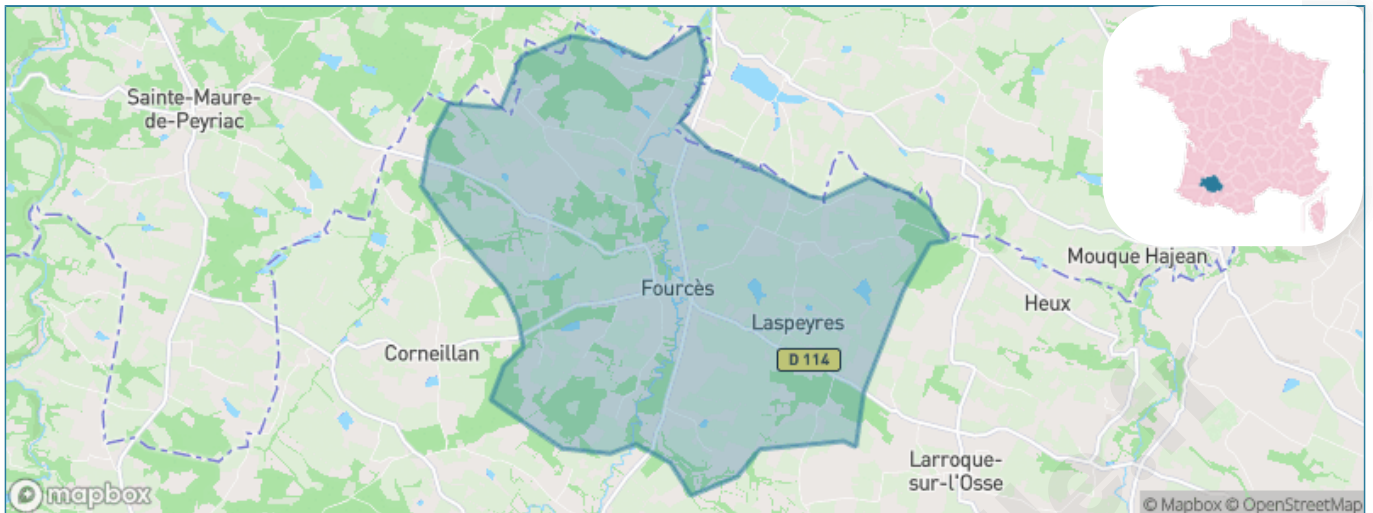 Sainte-Maure-
de-Peyriac
Mouque Hajean
Fourcès
Heux
Laspeyres
Corneillan
D 114
Larroque-
sur-l'Osse
mapbox
© Mapbox © OpenStreetMap